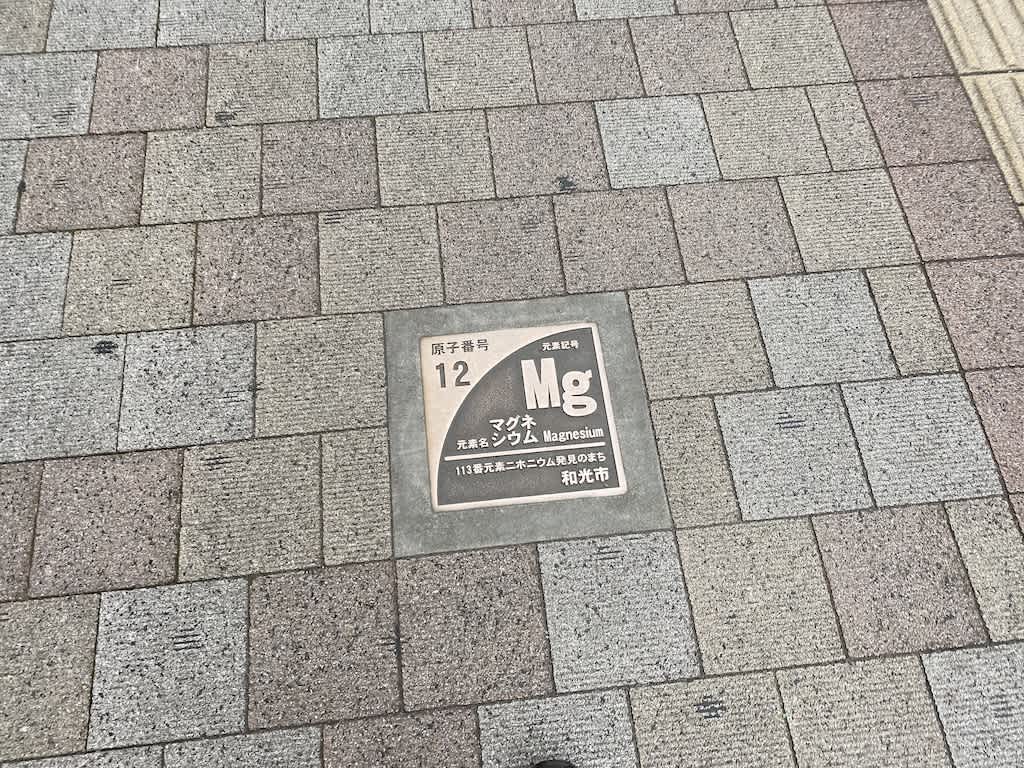 原子番号
12
元素記号
Mg
元素名 マグネ
シウム Magnesium
113番元素ニホニウム発見のまち
和光市